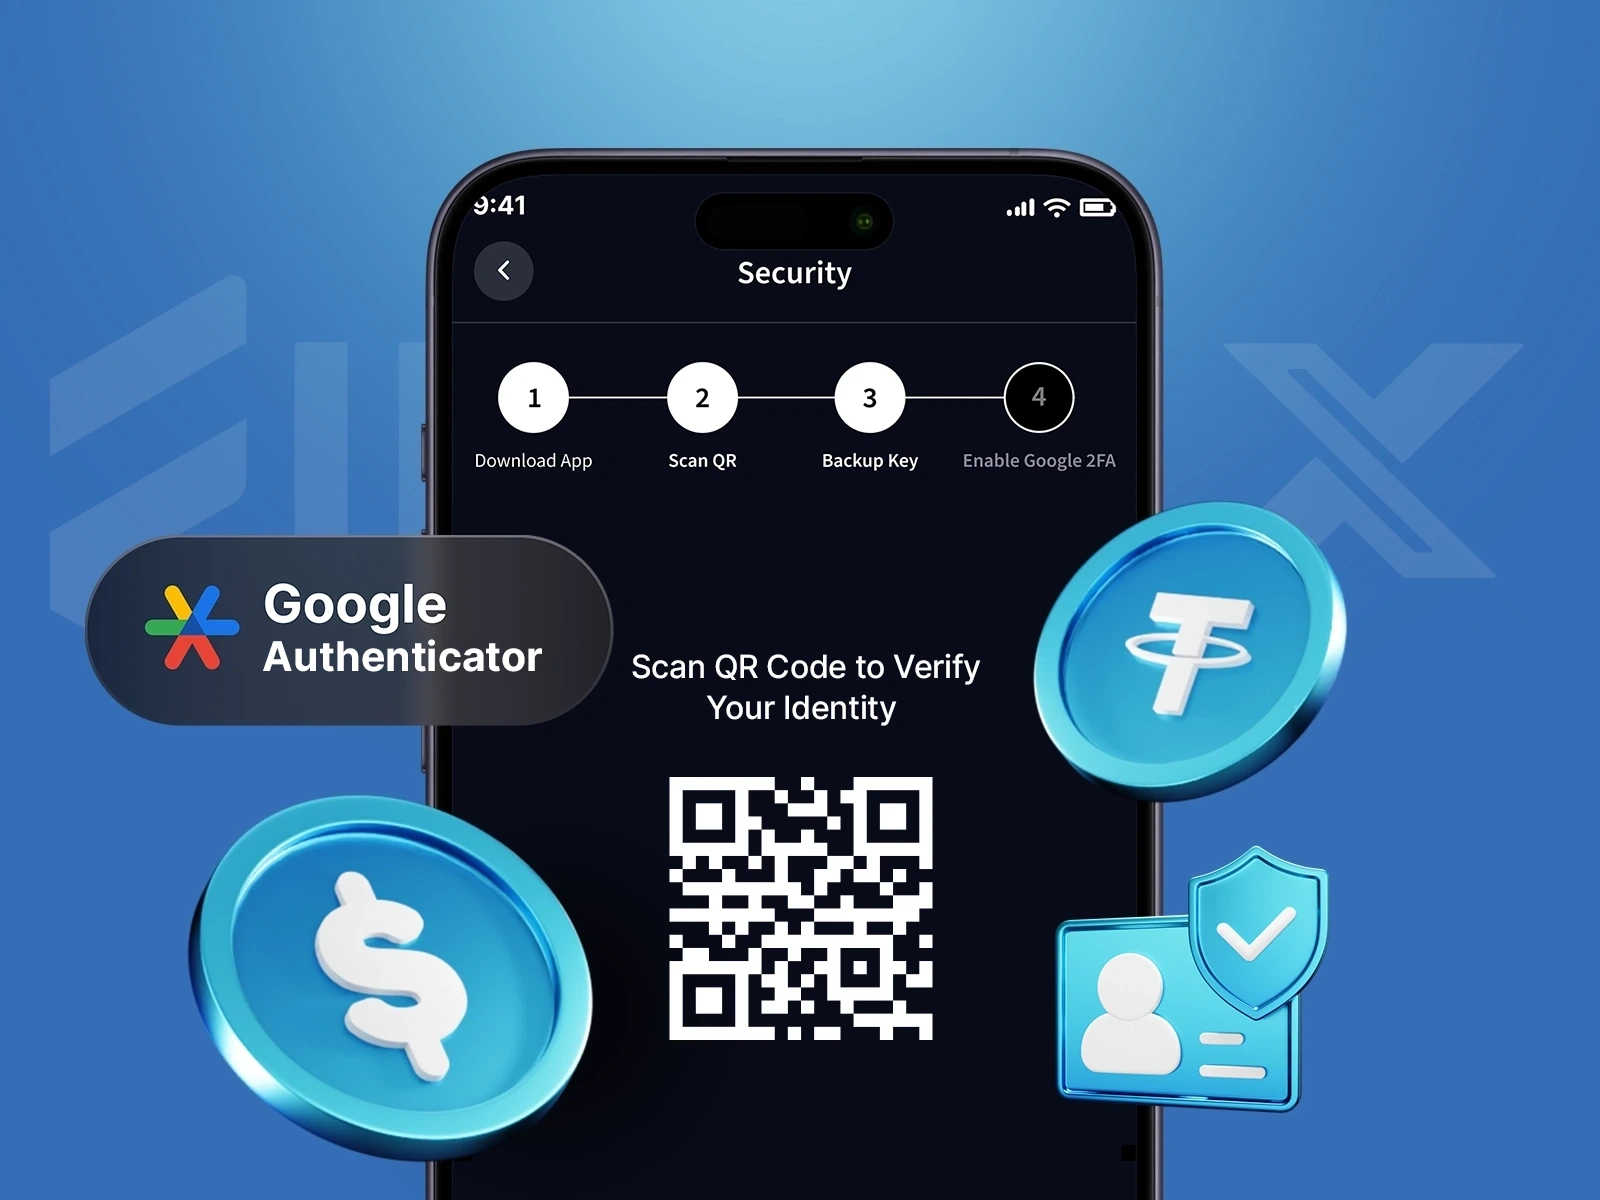 9:41
Security
1
2
3
4
Download App
Scan QR
Backup Key
Enable Google 2FA
Google
Authenticator
Scan QR Code to Verify
Your Identity